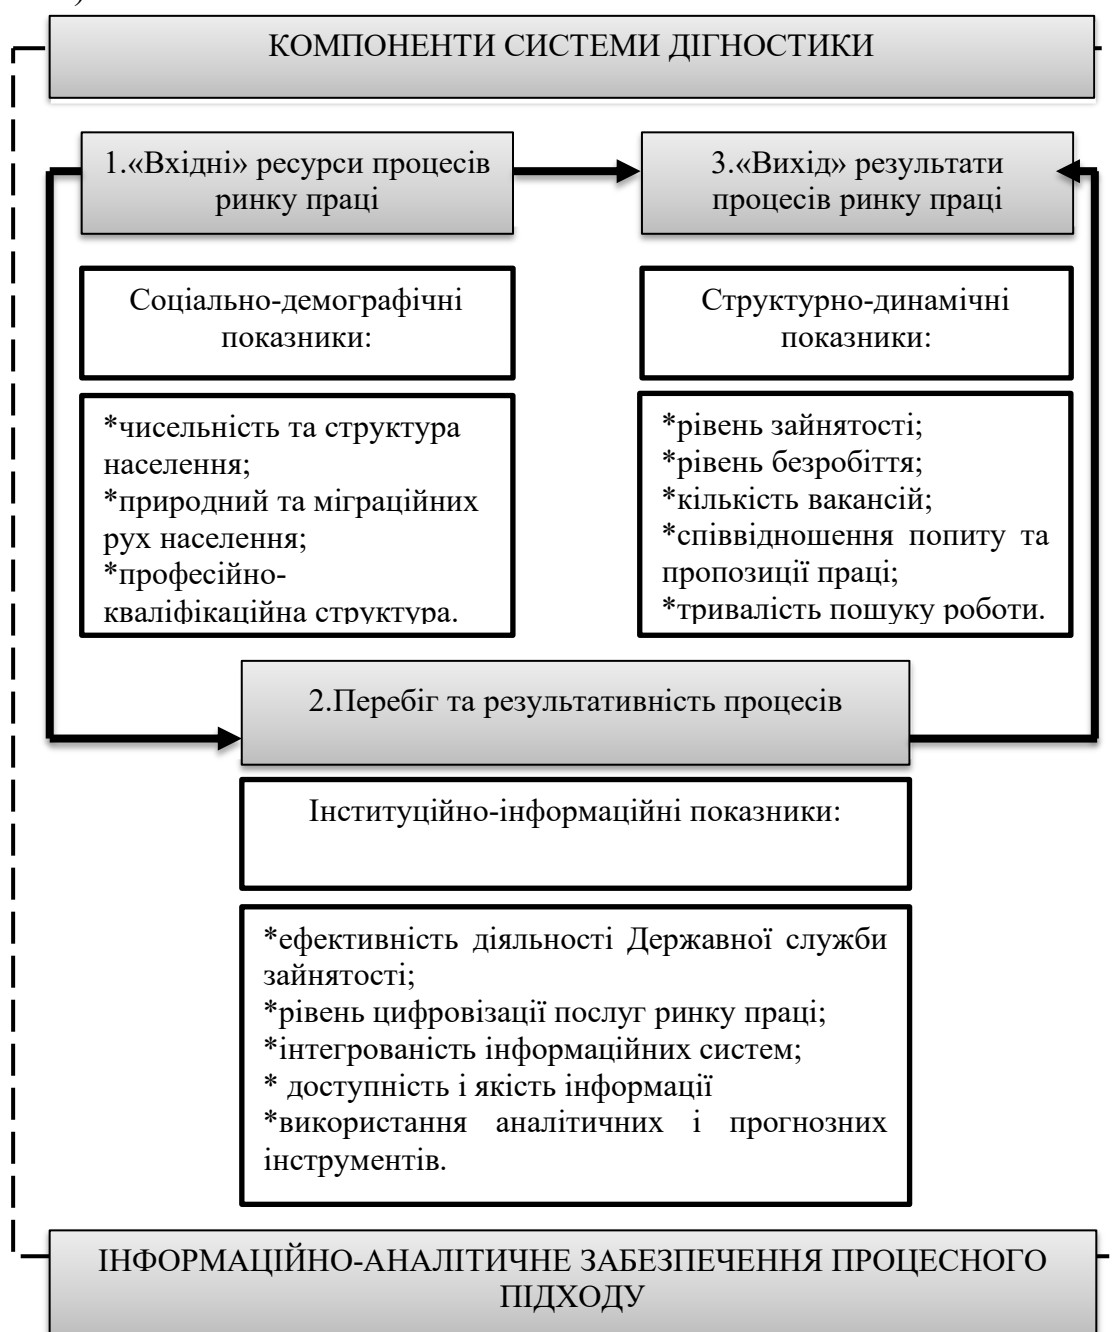 )
КОМПОНЕНТИ СИСТЕМИ ДІГНОСТИКИ
1.«Вхідні» ресурси процесів
ринку праці
3.«Вихід» результати
процесів ринку праці
Соціально-демографічні
показники:
Структурно-динамічні
показники:
*чисельність та структура
населення;
*природний та міграційних
рух населення;
*професійно-
кваліфікаційна структура.
*рівень зайнятості;
*рівень безробіття;
*кількість вакансій;
*співвідношення попиту та
пропозиції праці;
*тривалість пошуку роботи.
2.Перебіг та результативність процесів
Інституційно-інформаційні показники:
*ефективність діяльності Державної служби
зайнятості;
*рівень цифровізації послуг ринку праці;
*інтегрованість інформаційних систем;
* доступність і якість інформації
*використання аналітичних і прогнозних
інструментів.
ІНФОРМАЦІЙНО-АНАЛІТИЧНЕ ЗАБЕЗПЕЧЕННЯ ПРОЦЕСНОГО
ПІДХОДУ